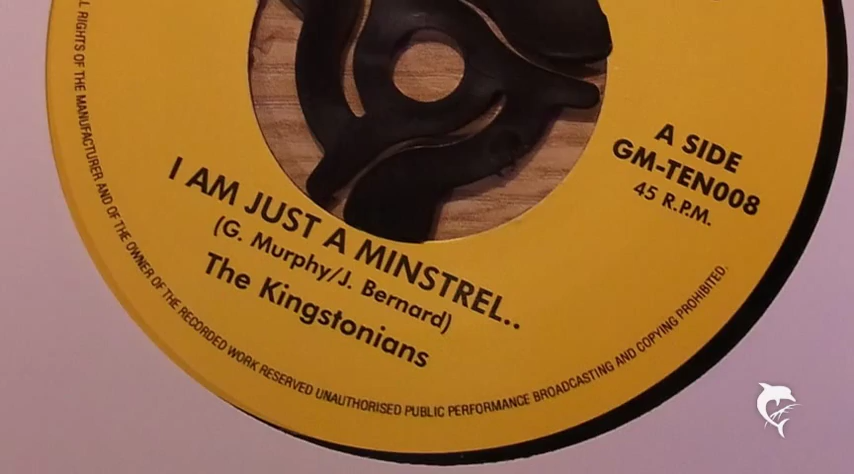 A SIDE
GM-TEN008
45 R.P.M.
I AM JUST A MINSTREL..
(G. Murphy/J. Bernard)
The Kingstonians
RIGHTS OF THE MANUFACTURER AND OF THE OWNER OF THE RECORDED WORK RESERVED UNAUTHORISED PUBLIC PERFORMANCE BROADCASTING AND COPYING PROHIBITED.